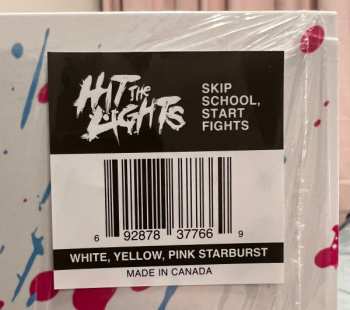 HIT THE
LIGHTS
SKIP
SCHOOL,
START
FIGHTS
6 92878 37766 9
WHITE, YELLOW, PINK STARBURST
MADE IN CANADA